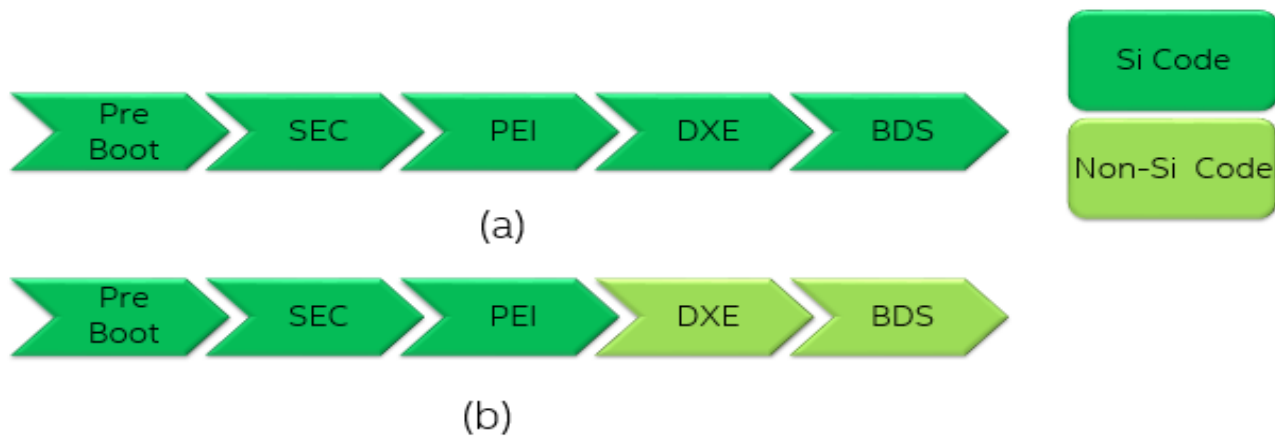 Si Code
Pre
Boot
SEC
PEI
DXE
BDS
Non-Si Code
(a)
Pre
Boot
SEC
PEI
DXE
BDS
(b)